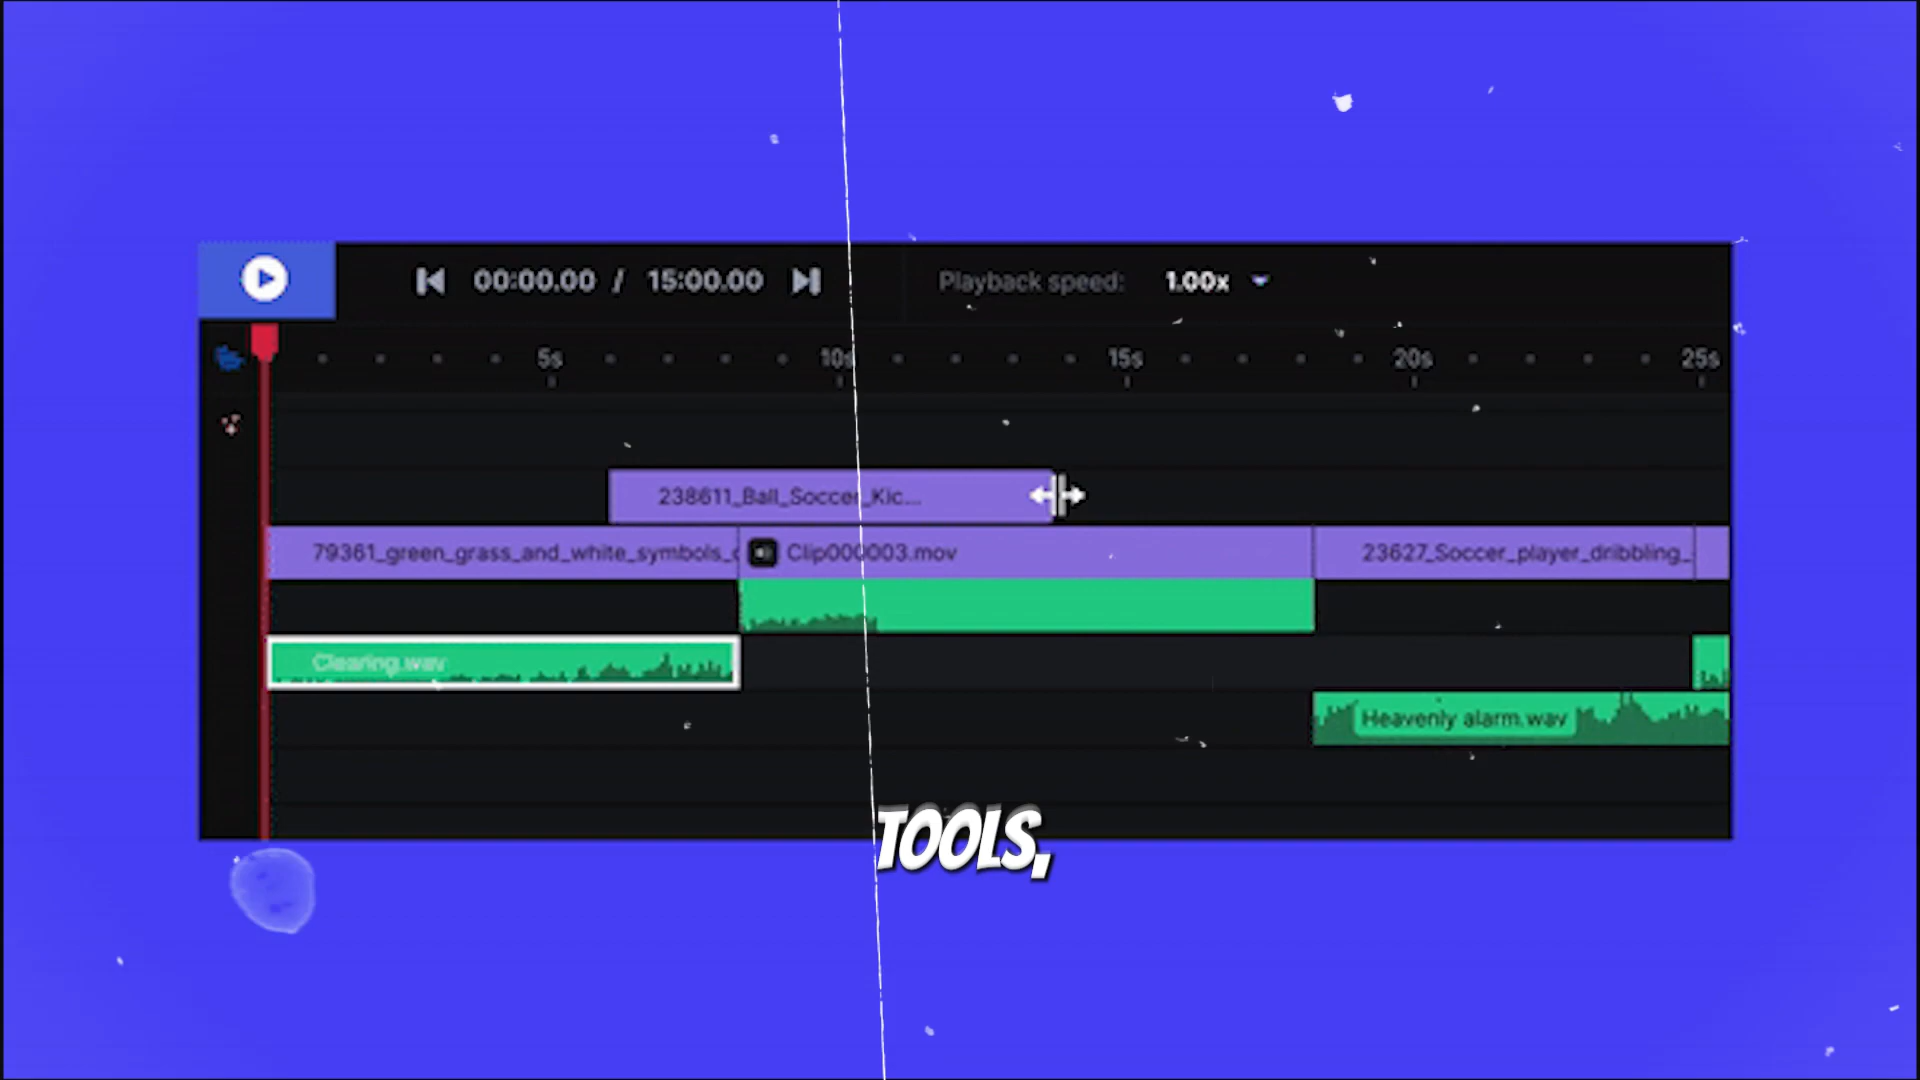 00:00.00 / 15:00.00 Playback speed: 1.00x
5s 10s 15s 20s 25s
238611_Ball_Soccer_Kic...
79361_green_grass_and_white_symbols_ Clip000003.mov 23627_Soccer_player_dribbling_
Clearing.wav
Heavenly alarm.wav
TOOLS,